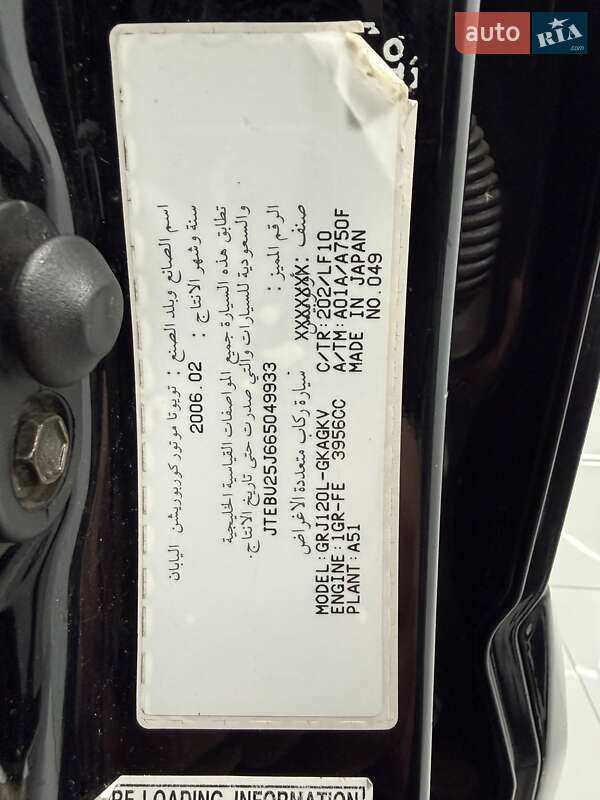 auto RIA.com
اسم الصانع وبلد الصنع : تويوتا موتور كوربوريشن اليابان
سنة وشهر الانتاج : 2006.02
تطابق هذه السيارة جميع المواصفات القياسية الخليجية
والسعودية للسيارات والتي صدرت حتى تاريخ الانتاج.
الرقم المميز : JTEBU25J665049933
صنف : سيارة ركاب متعددة الاغراض
MODEL:GRJ120L-GKAGKV C/TR:202/LF10
ENGINE:1GR-FE 3956CC A/TM:A01A/A750F
PLANT:A51 MADE IN JAPAN
NO.049
RE LOADING INFORMATION